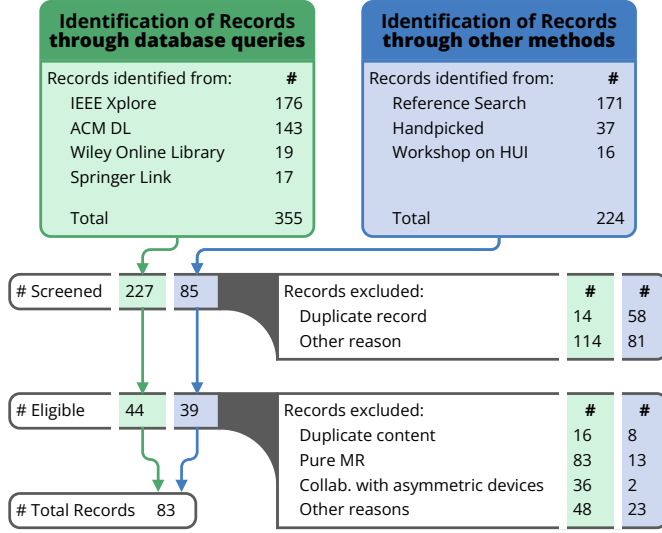 Identification of Records
through database queries
Records identified from: #
IEEE Xplore 176
ACM DL 143
Wiley Online Library 19
Springer Link 17
Total 355
Identification of Records
through other methods
Records identified from: #
Reference Search 171
Handpicked 37
Workshop on HUI 16
Total 224
# Screened 227 85
Records excluded: # #
Duplicate record 14 58
Other reason 114 81
# Eligible 44 39
Records excluded: # #
Duplicate content 16 8
Pure MR 83 13
Collab. with asymmetric devices 36 2
Other reasons 48 23
# Total Records 83